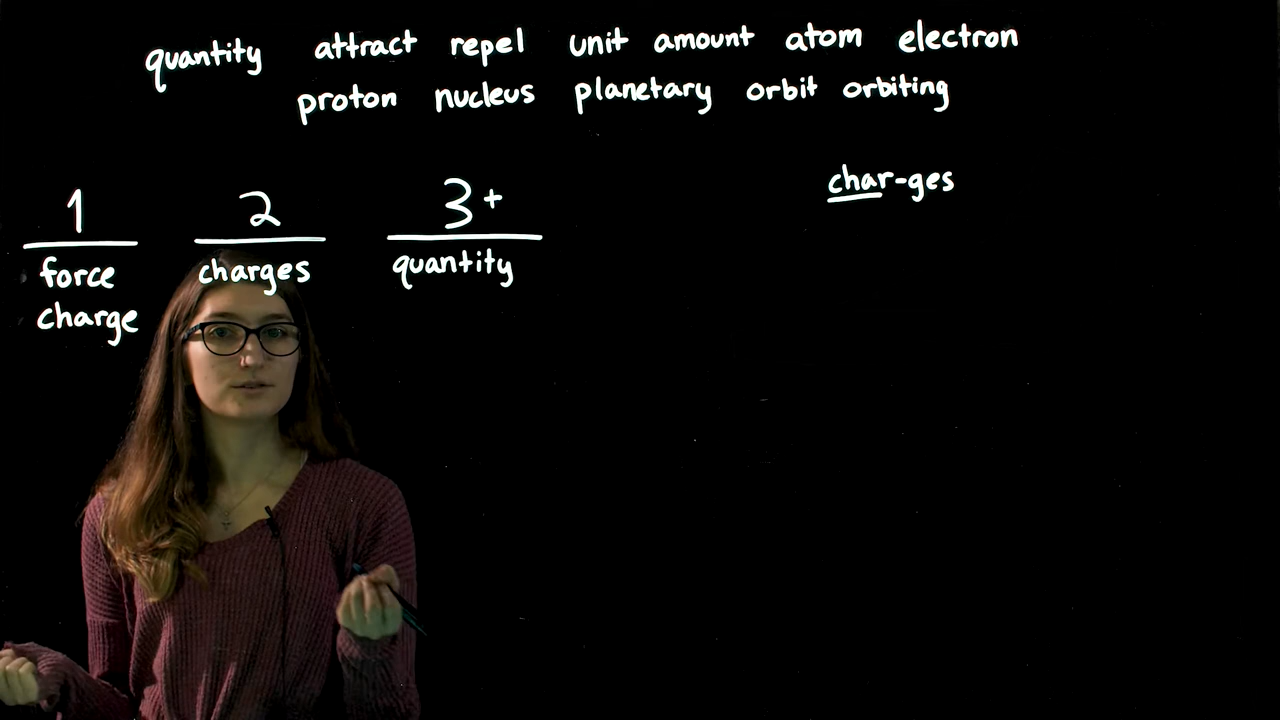 quantity attract repel unit amount atom electron
proton nucleus planetary orbit orbiting
char-ges
1 2 3+
force charges quantity
charge